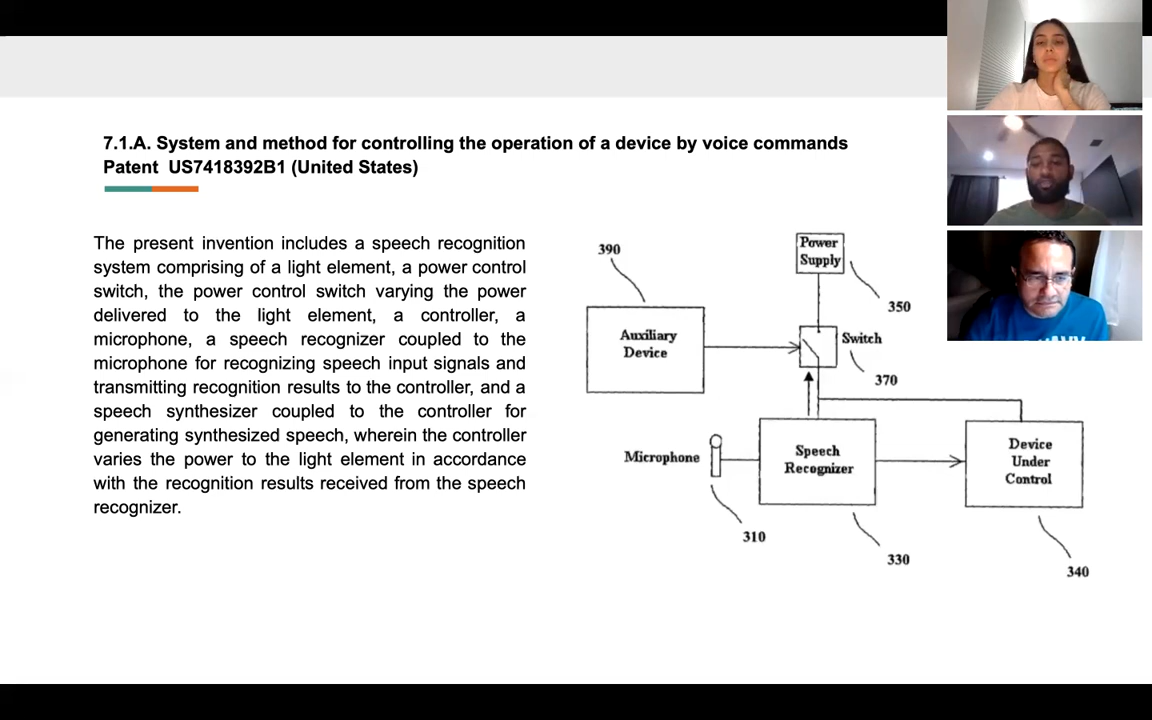 7.1.A. System and method for controlling the operation of a device by voice commands
Patent US7418392B1 (United States)
The present invention includes a speech recognition
system comprising of a light element, a power control
switch, the power control switch varying the power
delivered to the light element, a controller, a
microphone, a speech recognizer coupled to the
microphone for recognizing speech input signals and
transmitting recognition results to the controller, and a
speech synthesizer coupled to the controller for
generating synthesized speech, wherein the controller
varies the power to the light element in accordance
with the recognition results received from the speech
recognizer.
390
Power
Supply
350
Auxiliary
Device
Switch
370
Microphone
Speech
Recognizer
Device
Under
Control
310
330
340